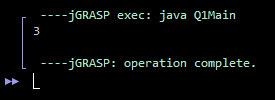 ----jGRASP exec: java Q1Main
3
----jGRASP: operation complete.